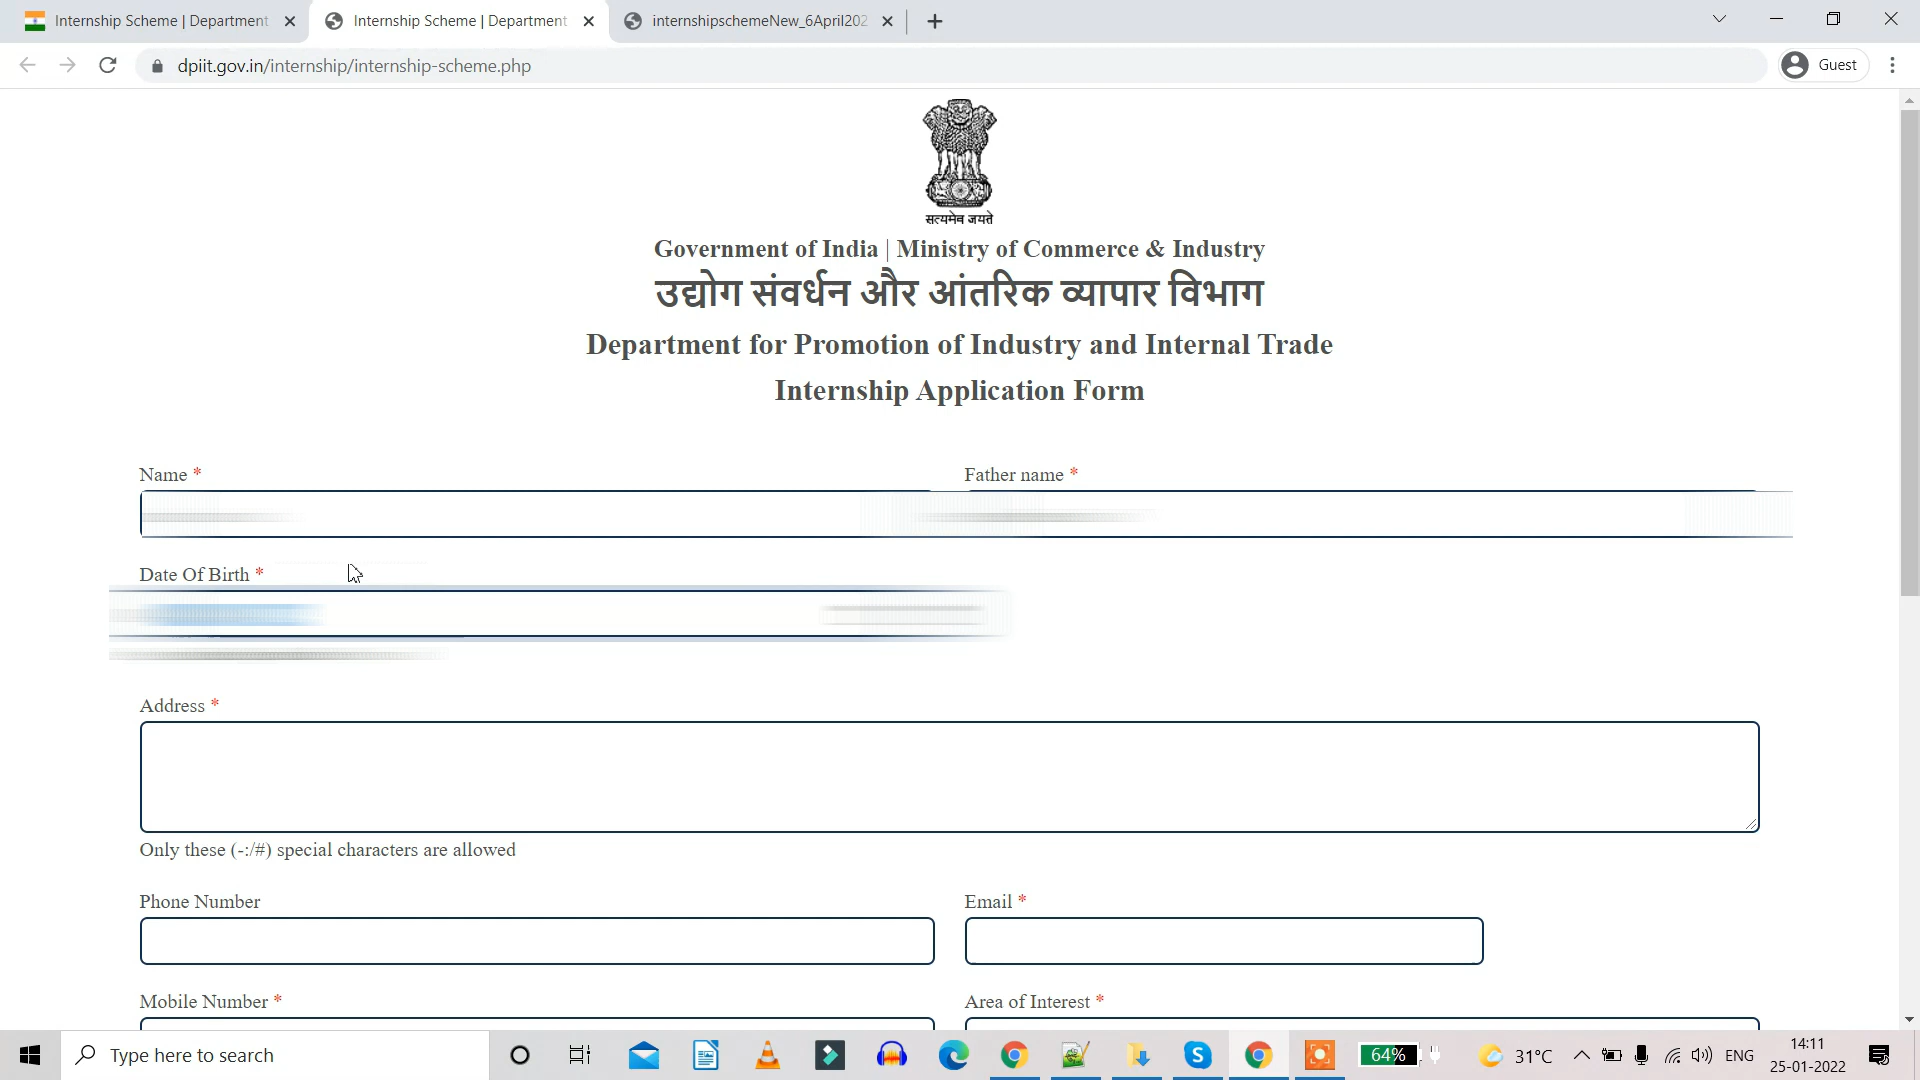 Internship Scheme | Department
Internship Scheme | Department
internshipschemeNew_6April202
dpiit.gov.in/internship/internship-scheme.php
Guest
सत्यमेव जयते
Government of India | Ministry of Commerce & Industry
उद्योग संवर्धन और आंतरिक व्यापार विभाग
Department for Promotion of Industry and Internal Trade
Internship Application Form
Name *
Father name *
Date Of Birth *
Address *
Only these (-:/#) special characters are allowed
Phone Number
Email *
Mobile Number *
Area of Interest *
Type here to search
64%
31°C
ENG
14:11
25-01-2022